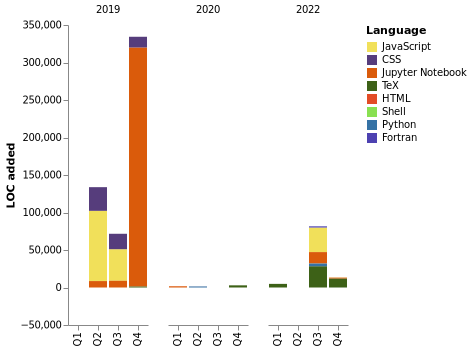 2019
2020
2022
Language
JavaScript
CSS
Jupyter Notebook
TeX
HTML
Shell
Python
Fortran
LOC added
350,000
300,000
250,000
200,000
150,000
100,000
50,000
0
−50,000
Q1 Q2 Q3 Q4
Q1 Q2 Q3 Q4
Q1 Q2 Q3 Q4